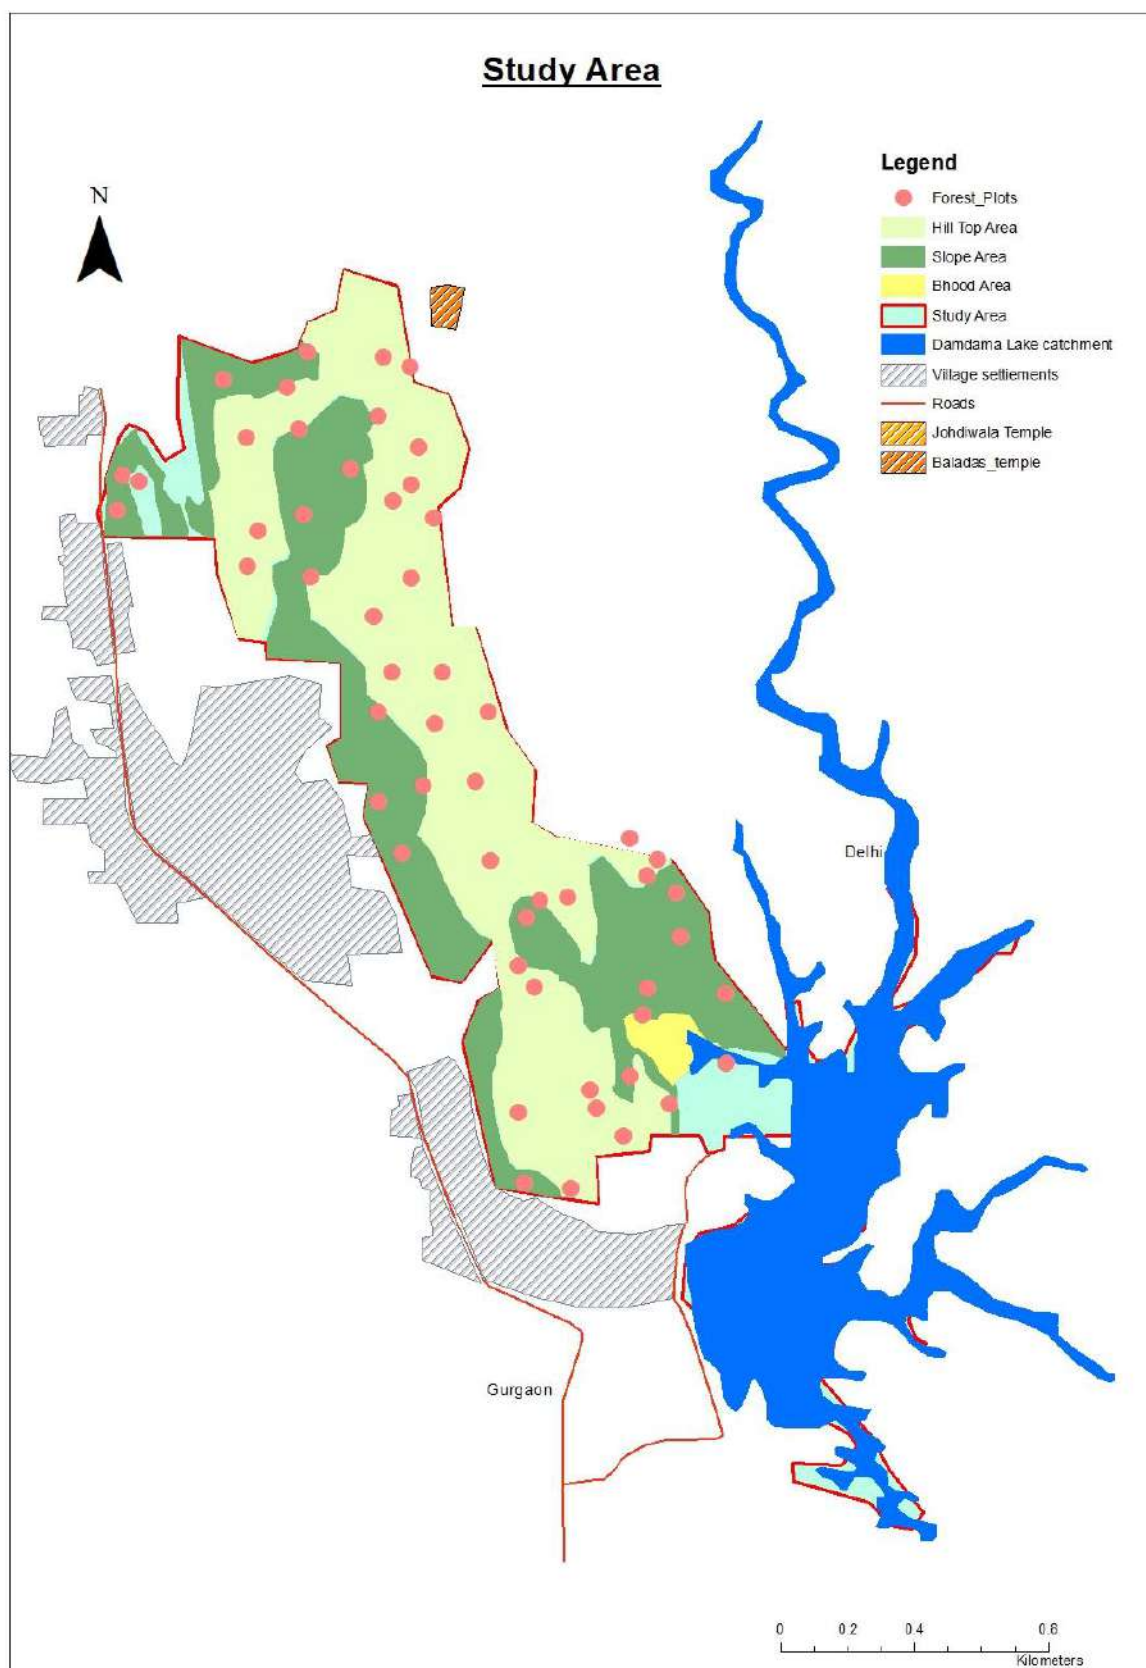 Study Area
N
Legend
Forest_Plots
Hill Top Area
Slope Area
Bhood Area
Study Area
Damdama Lake catchment
Village settlements
Roads
Johdiwala Temple
Baladas_temple
Delhi
Gurgaon
0 0.2 0.4 0.8
Kilometers